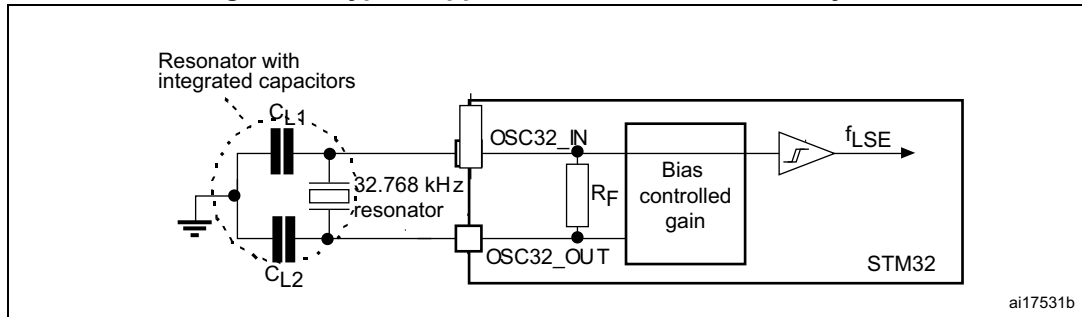 Resonator with
integrated capacitors
CL1
OSC32_IN
fLSE
Bias
controlled
gain
32.768 kHz
resonator
RF
OSC32_OUT
STM32
CL2
ai17531b